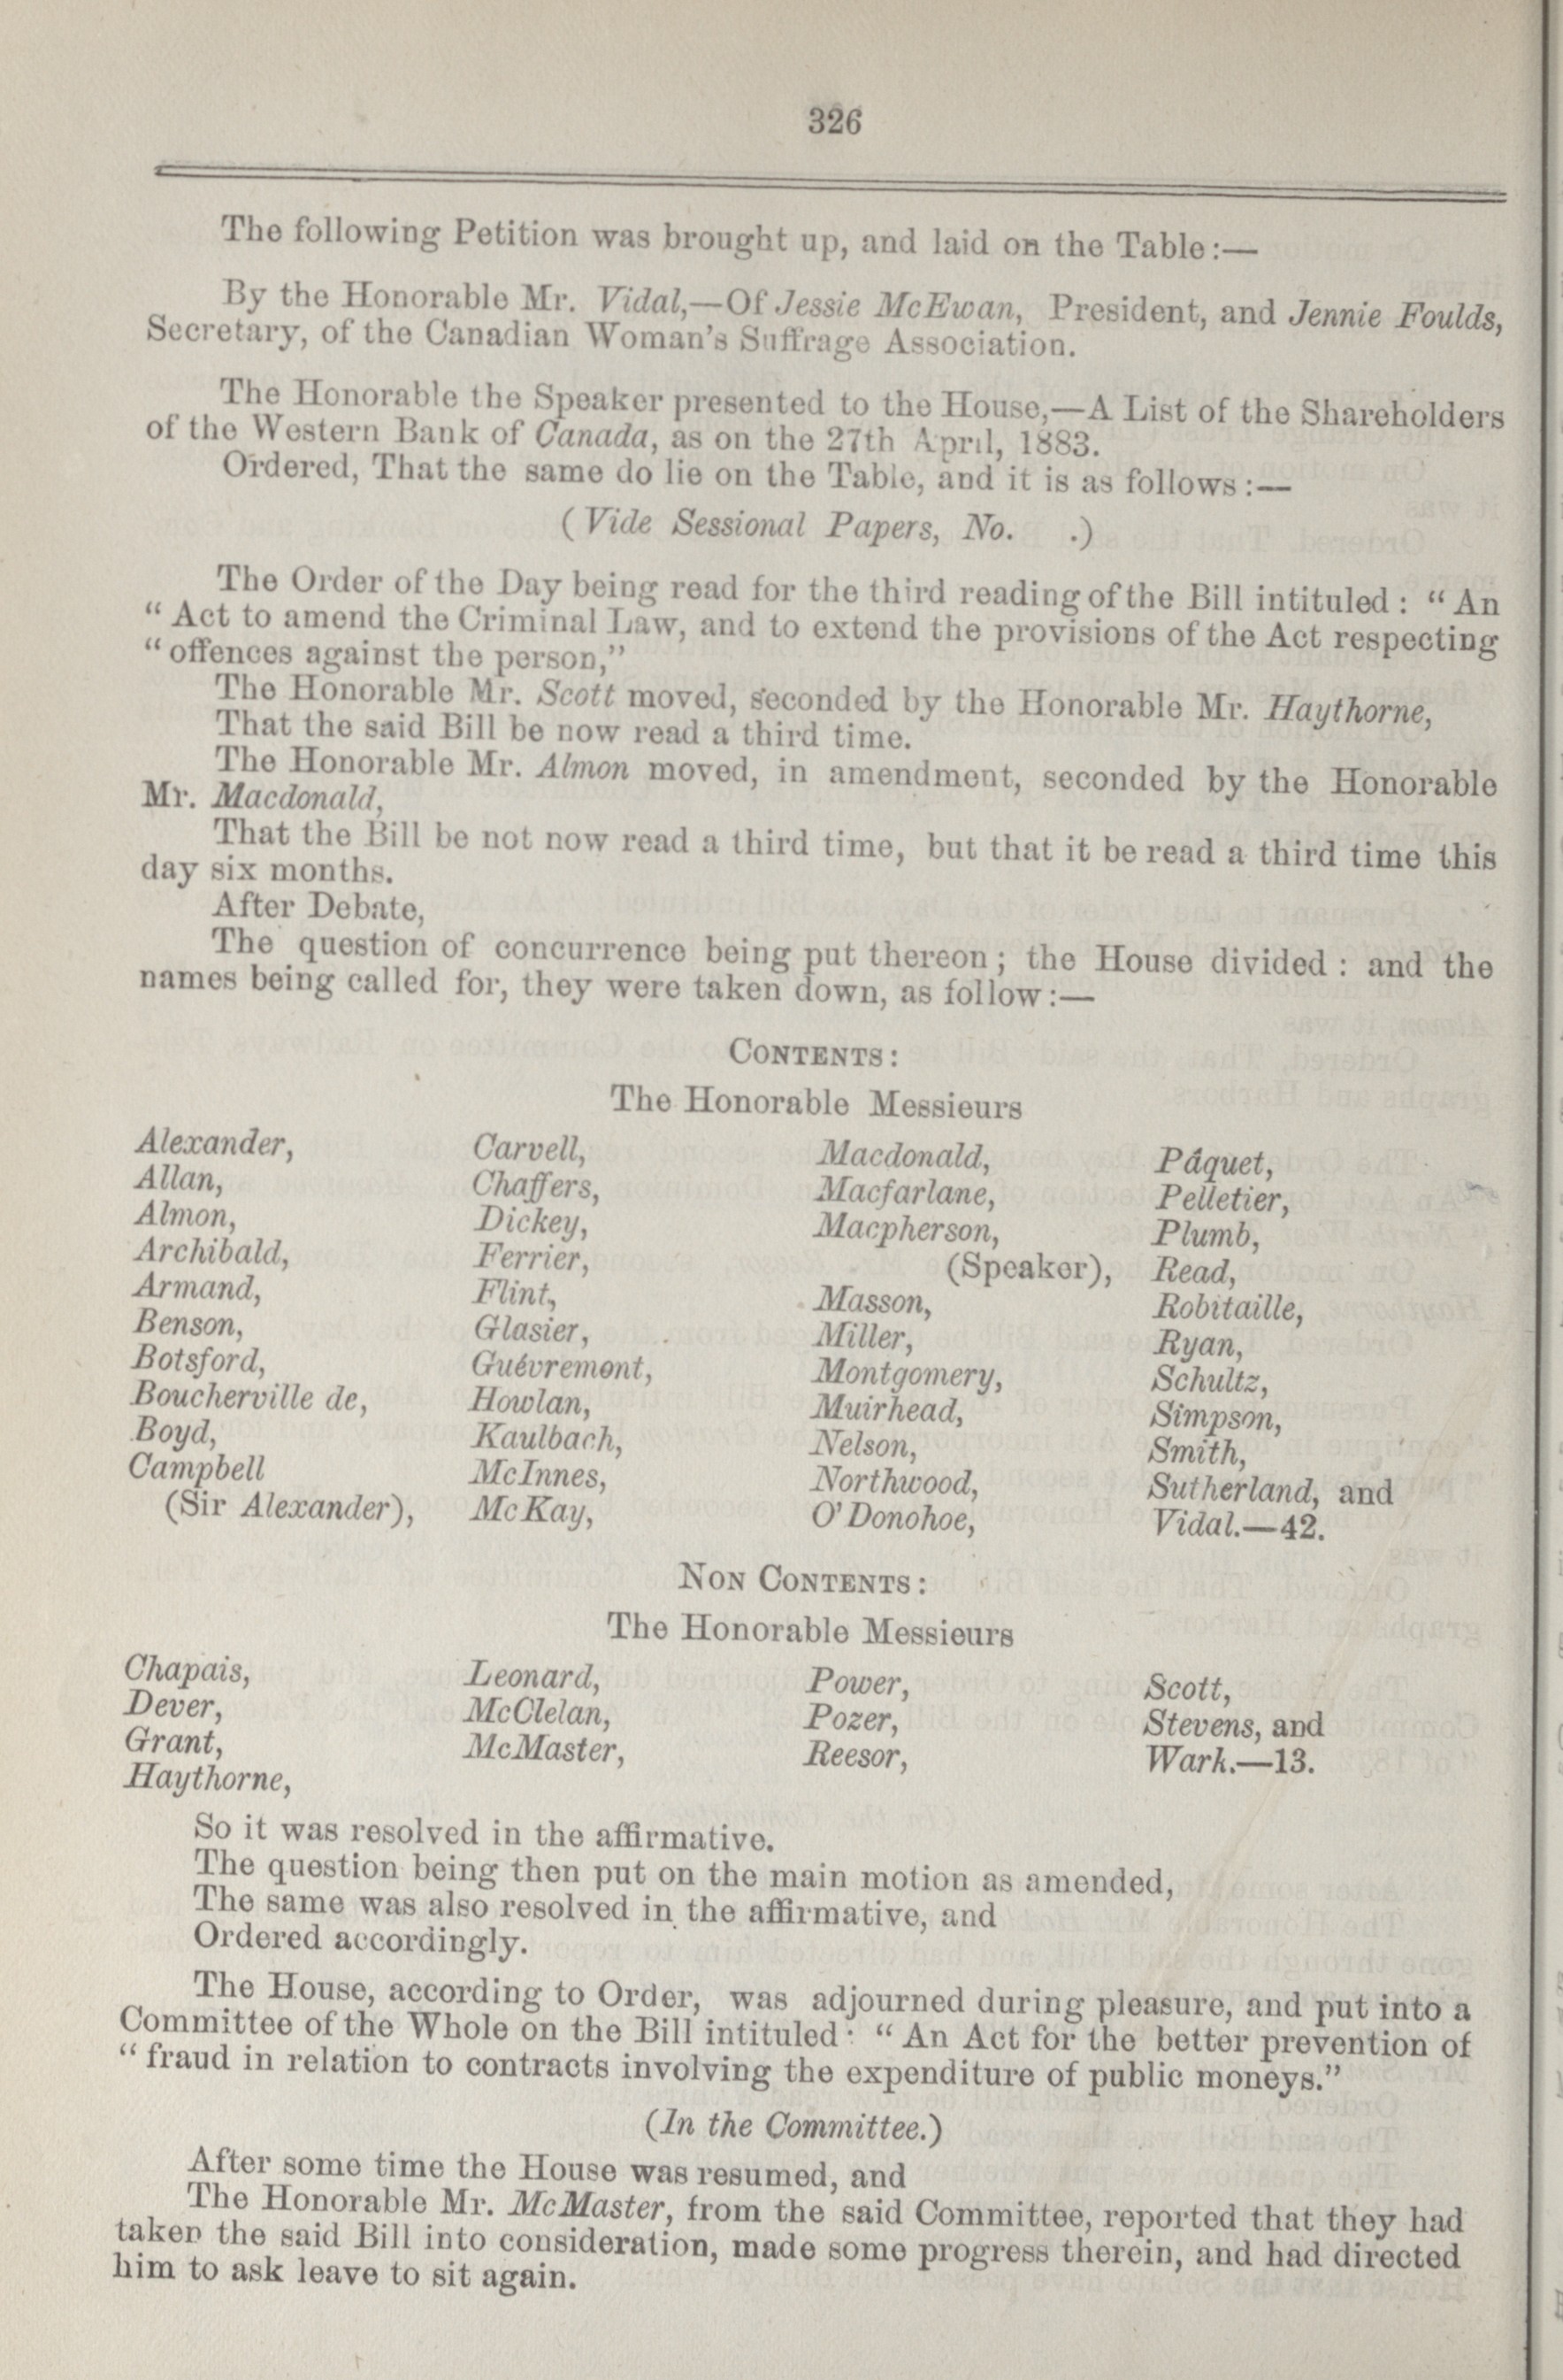 326
The following Petition was brought up, and laid on the Table:—
By the Honorable Mr. Vidal,—Of Jessie McEwan, President, and Jennie Foulds,
Secretary, of the Canadian Woman's Suffrage Association.
The Honorable the Speaker presented to the House,—A List of the Shareholders
of the Western Bank of Canada, as on the 27th April, 1883.
Ordered, That the same do lie on the Table, and it is as follows:—
(Vide Sessional Papers, No. .)
The Order of the Day being read for the third reading of the Bill intituled: “An
“Act to amend the Criminal Law, and to extend the provisions of the Act respecting
“offences against the person,”
The Honorable Mr. Scott moved, seconded by the Honorable Mr. Haythorne,
That the said Bill be now read a third time.
The Honorable Mr. Almon moved, in amendment, seconded by the Honorable
Mr. Macdonald,
That the Bill be not now read a third time, but that it be read a third time this
day six months.
After Debate,
The question of concurrence being put thereon; the House divided: and the
names being called for, they were taken down, as follow:—
CONTENTS:
The Honorable Messieurs
Alexander,
Allan,
Almon,
Archibald,
Armand,
Benson,
Botsford,
Boucherville de,
Boyd,
Campbell
(Sir Alexander),
Carvell,
Chaffers,
Dickey,
Ferrier,
Flint,
Glasier,
Guévremont,
Howlan,
Kaulbach,
McInnes,
McKay,
Macdonald,
Macfarlane,
Macpherson,
(Speaker),
Masson,
Miller,
Montgomery,
Muirhead,
Nelson,
Northwood,
O'Donohoe,
Pâquet,
Pelletier,
Plumb,
Read,
Robitaille,
Ryan,
Schultz,
Simpson,
Smith,
Sutherland, and
Vidal.—42.
NON CONTENTS:
The Honorable Messieurs
Chapais,
Dever,
Grant,
Haythorne,
Leonard,
McClelan,
McMaster,
Power,
Pozer,
Reesor,
Scott,
Stevens, and
Wark.—13.
So it was resolved in the affirmative.
The question being then put on the main motion as amended,
The same was also resolved in the affirmative, and
Ordered accordingly.
The House, according to Order, was adjourned during pleasure, and put into a
Committee of the Whole on the Bill intituled: “An Act for the better prevention of
“fraud in relation to contracts involving the expenditure of public moneys.”
(In the Committee.)
After some time the House was resumed, and
The Honorable Mr. McMaster, from the said Committee, reported that they had
taken the said Bill into consideration, made some progress therein, and had directed
him to ask leave to sit again.